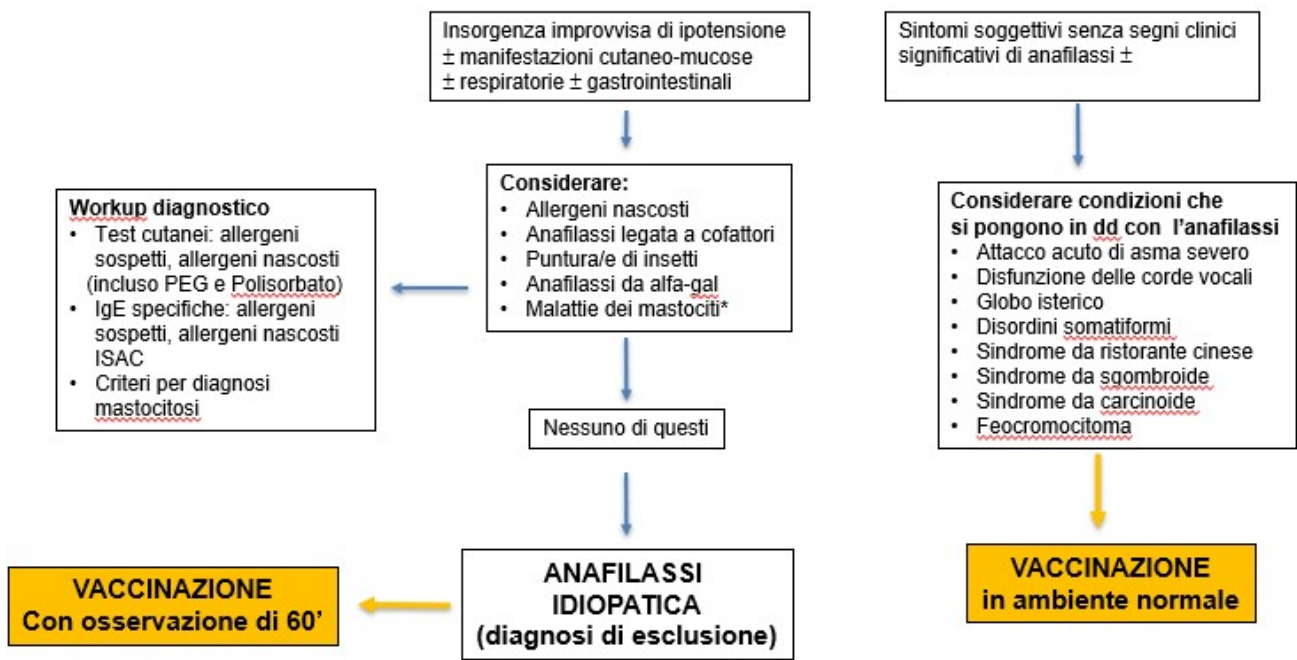 Insorgenza improvvisa di ipotensione
± manifestazioni cutaneo-mucose
± respiratorie ± gastrointestinali
Sintomi soggettivi senza segni clinici
significativi di anafilassi ±
Workup diagnostico
• Test cutanei: allergeni
sospetti, allergeni nascosti
(incluso PEG e Polisorbato)
• IgE specifiche: allergeni
sospetti, allergeni nascosti
ISAC
• Criteri per diagnosi
mastocitosi
Considerare:
• Allergeni nascosti
• Anafilassi legata a cofattori
• Puntura/e di insetti
• Anafilassi da alfa-gal
• Malattie dei mastociti*
Considerare condizioni che
si pongono in dd con l'anafilassi
• Attacco acuto di asma severo
• Disfunzione delle corde vocali
• Globo isterico
• Disordini somatiformi
• Sindrome da ristorante cinese
• Sindrome da sgombroide
• Sindrome da carcinoide
• Feocromocitoma
Nessuno di questi
VACCINAZIONE
Con osservazione di 60'
ANAFILASSI
IDIOPATICA
(diagnosi di esclusione)
VACCINAZIONE
in ambiente normale